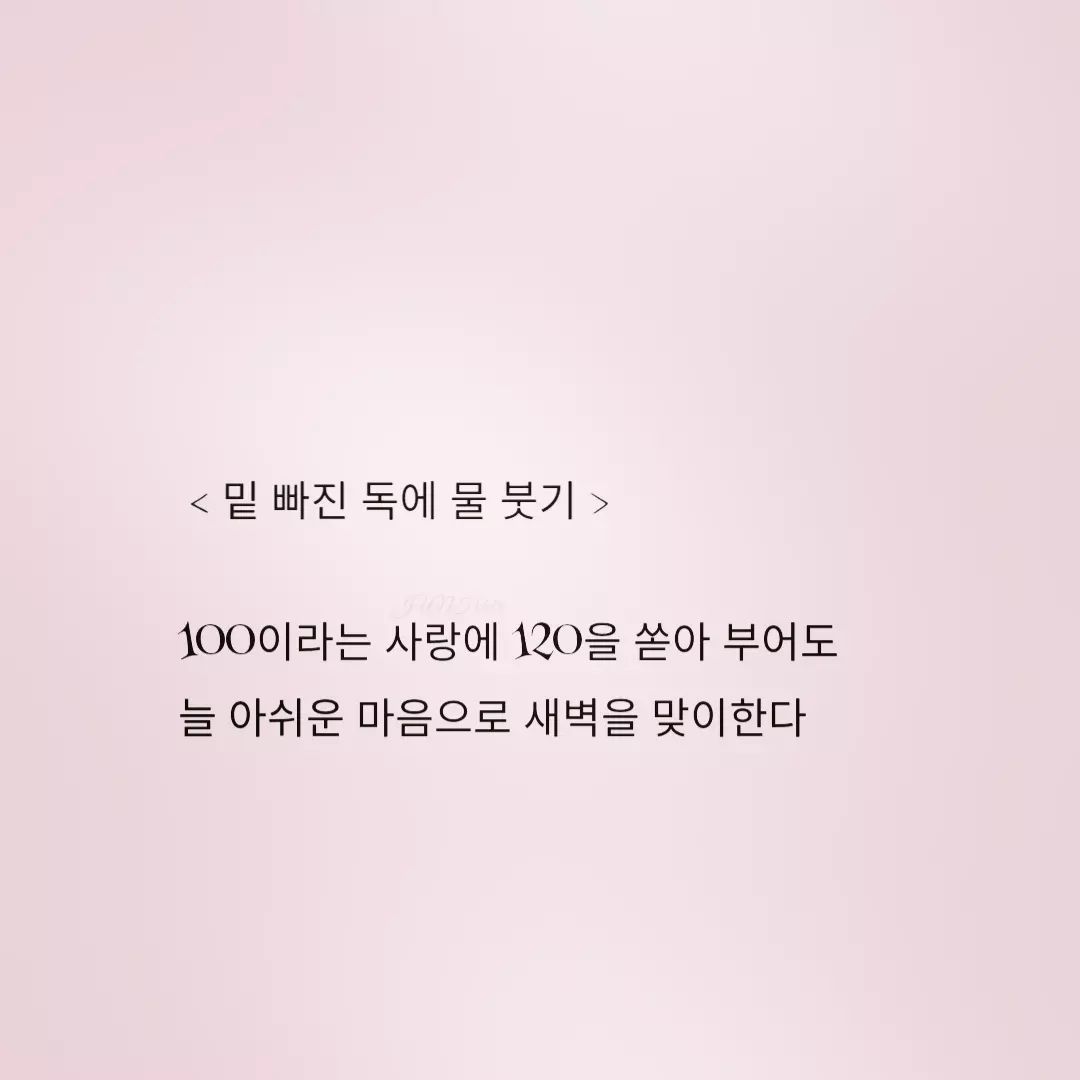 < 밑 빠진 독에 물 붓기 >
100이라는 사랑에 120을 쏟아 부어도
늘 아쉬운 마음으로 새벽을 맞이한다